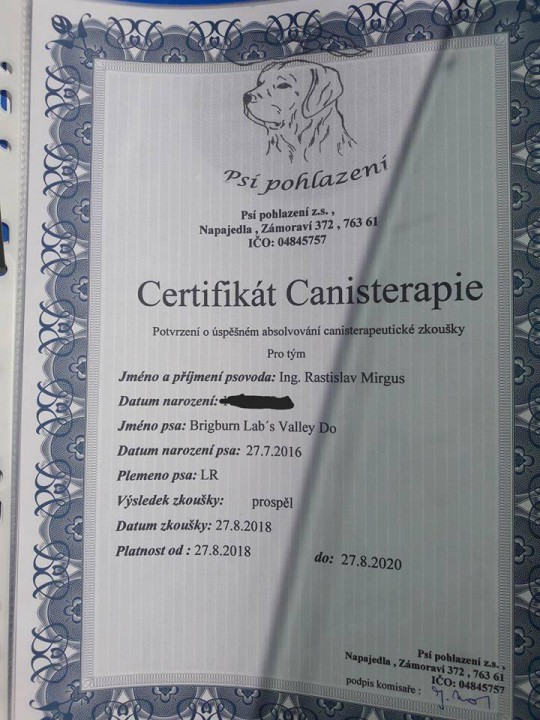 Psí pohlazení
Psí pohlazení z.s. ,
Napajedla , Zámoraví 372 , 763 61
IČO: 04845757
Certifikát Canisterapie
Potvrzení o úspěšném absolvování canisterapeutické zkoušky
Pro tým
Jméno a příjmení psovoda: Ing. Rastislav Mirgus
Datum narození:
Jméno psa: Brigburn Lab´s Valley Do
Datum narození psa: 27.7.2016
Plemeno psa: LR
Výsledek zkoušky: prospěl
Datum zkoušky: 27.8.2018
Platnost od : 27.8.2018 do: 27.8.2020
Psí pohlazení z.s. ,
Napajedla , Zámoraví 372 , 763 61
IČO: 04845757
podpis komisaře :